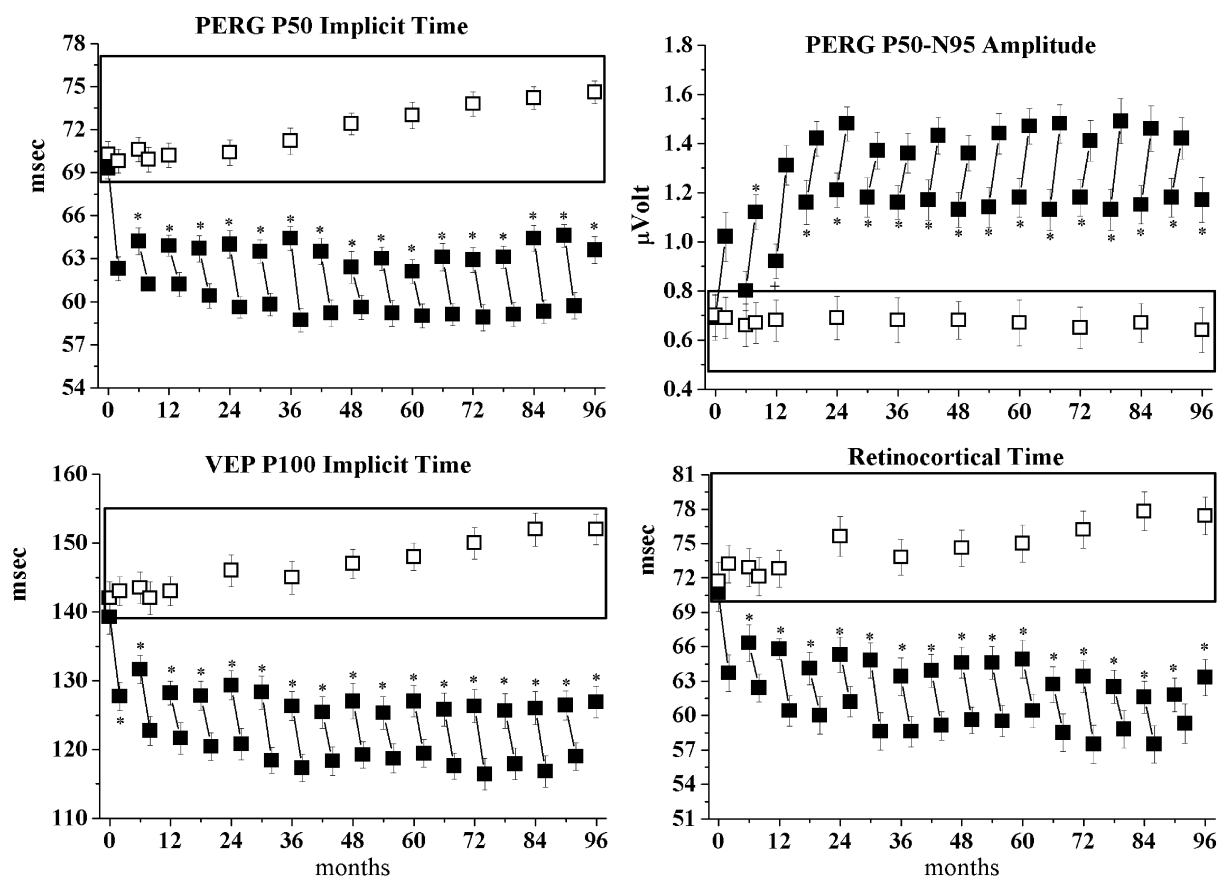 PERG P50 Implicit Time
msec
78
75
72
69
66
63
60
57
54
0 12 24 36 48 60 72 84 96
* * * * * * * * * * * * * * * *
PERG P50-N95 Amplitude
μVolt
1.8
1.6
1.4
1.2
1.0
0.8
0.6
0.4
0 12 24 36 48 60 72 84 96
*
+
* * * * * * * * * * * * * *
VEP P100 Implicit Time
msec
160
150
140
130
120
110
0 12 24 36 48 60 72 84 96
months
* * * * * * * * * * * * * * * *
*
Retinocortical Time
msec
81
78
75
72
69
66
63
60
57
54
51
0 12 24 36 48 60 72 84 96
months
* * * * * * * * * * * * * * * *